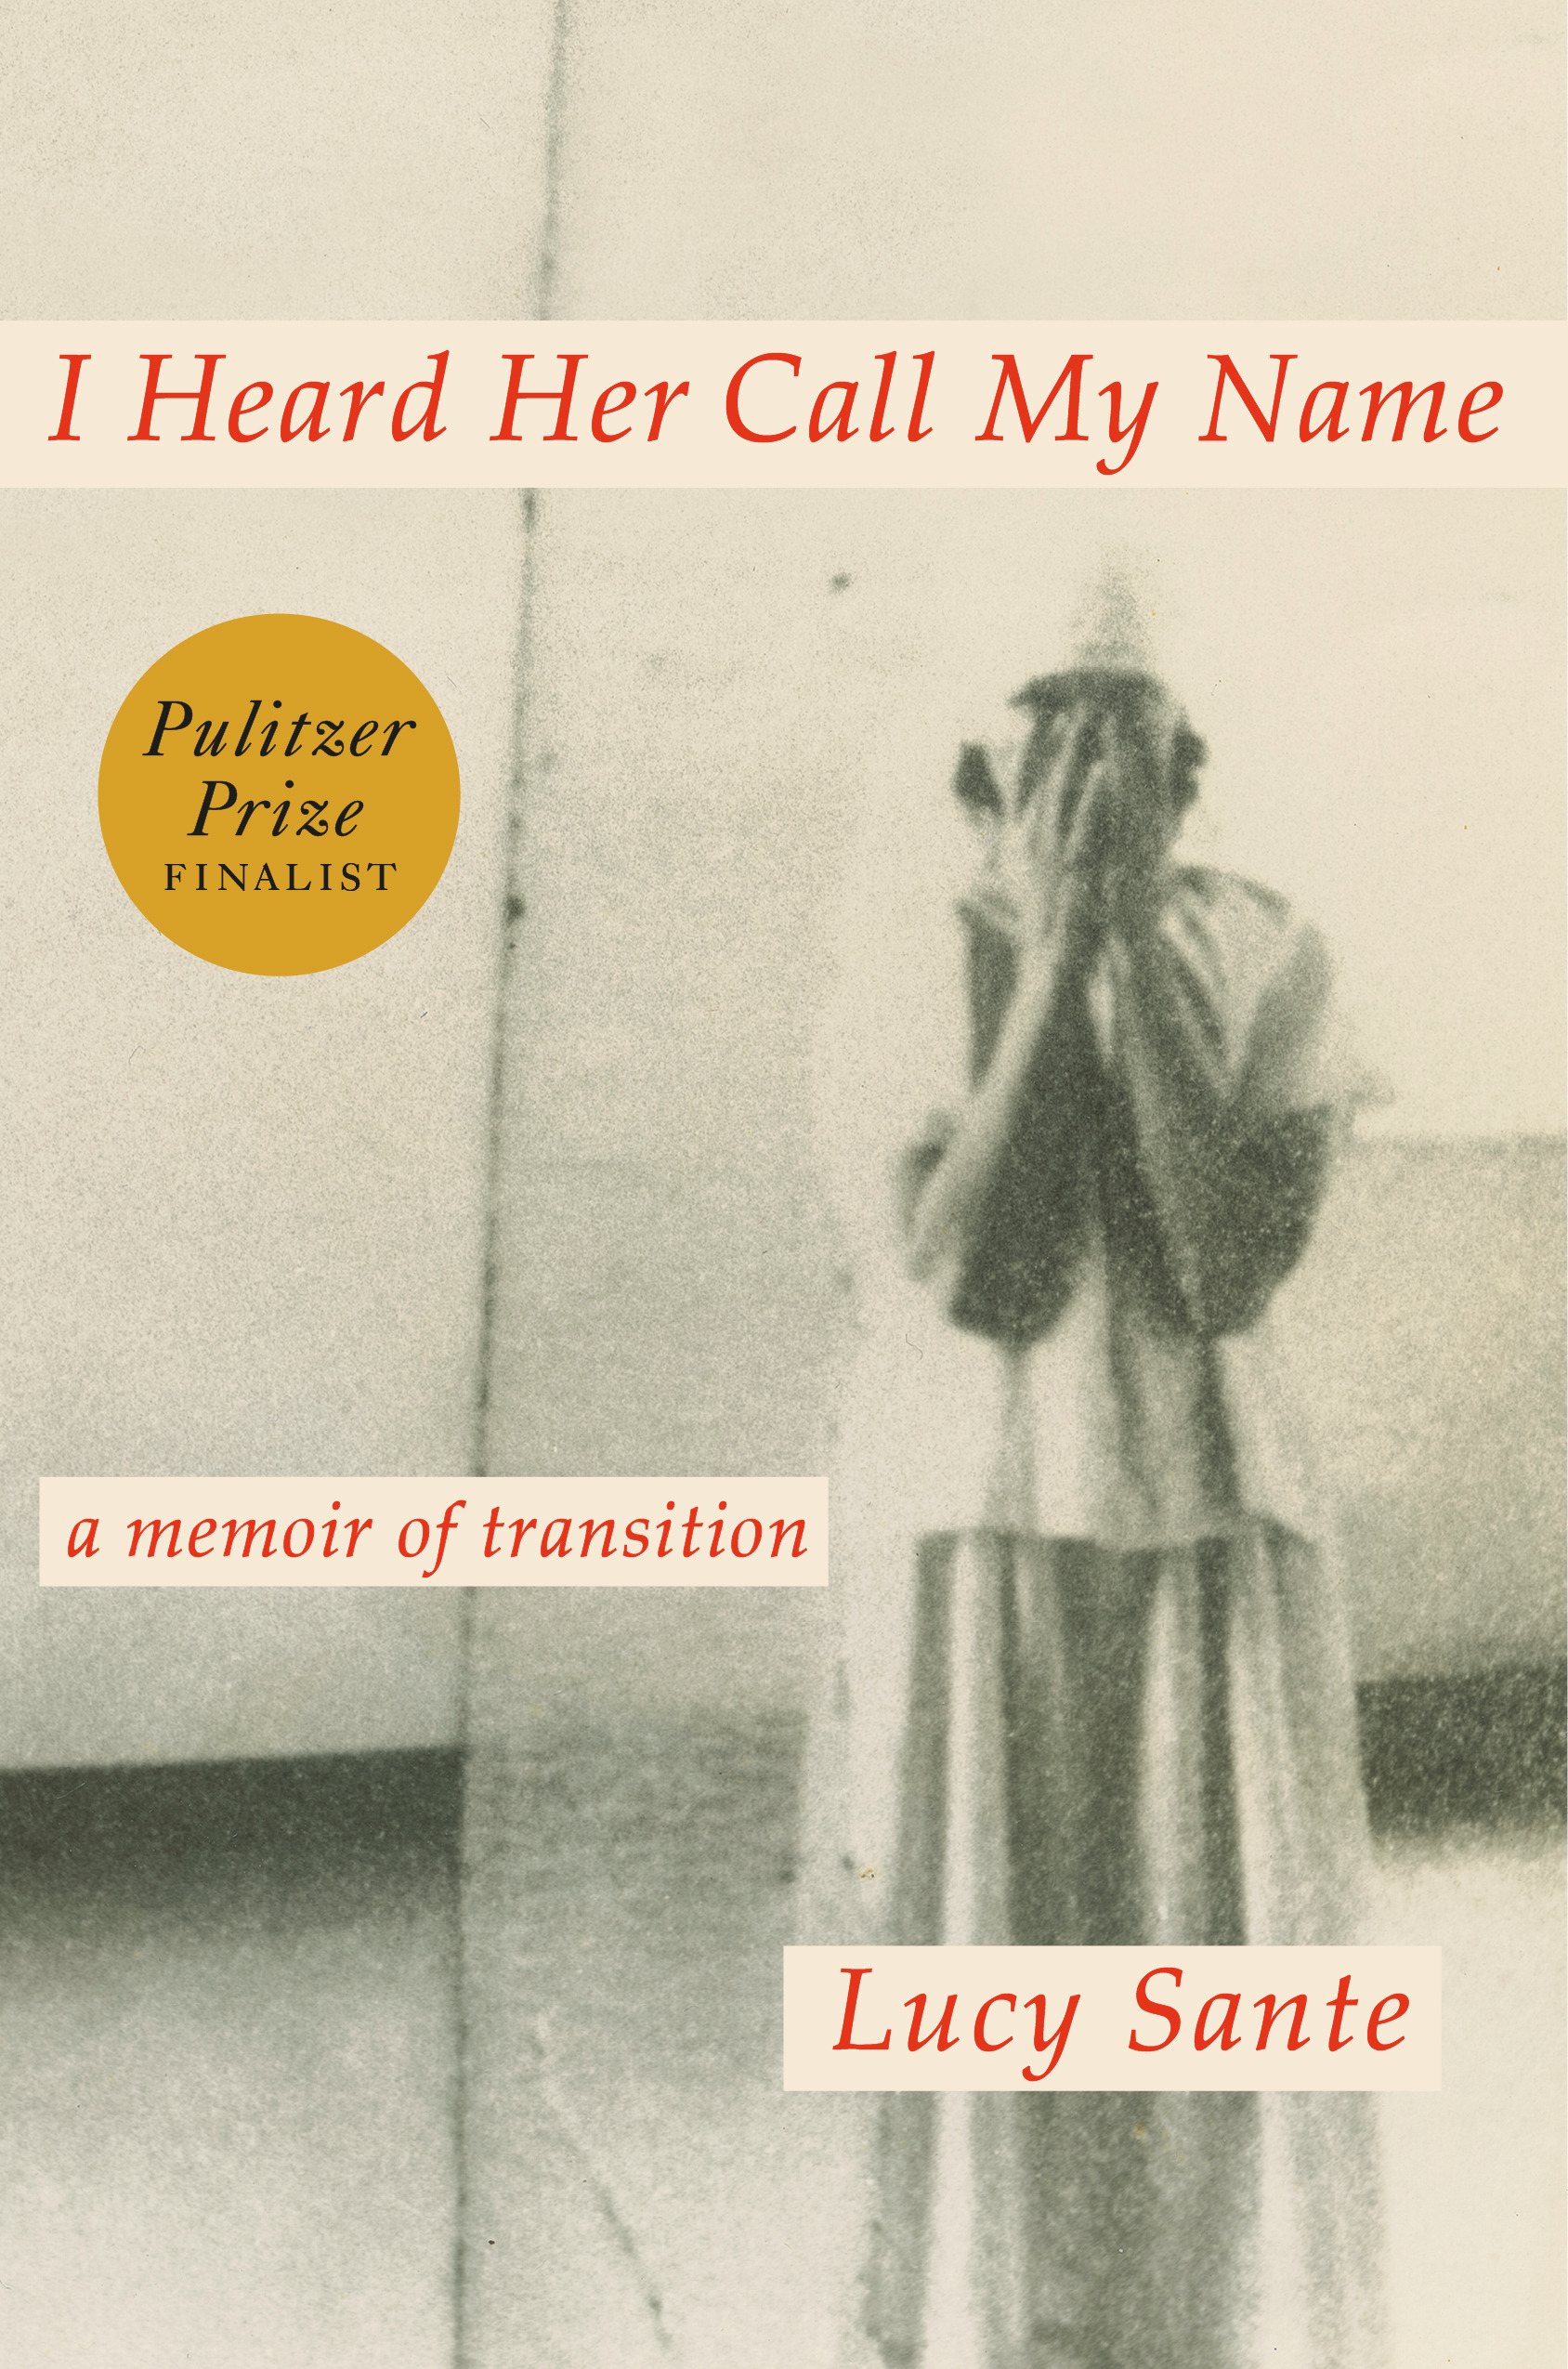 I Heard Her Call My Name
Pulitzer
Prize
FINALIST
a memoir of transition
Lucy Sante